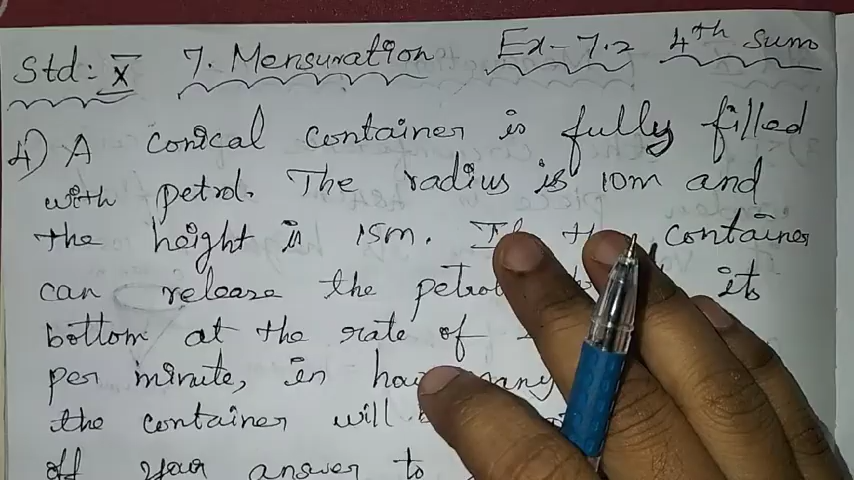 Std: X 7. Mensuration Ex-7.2 4th Sum
4) A conical container is fully filled
with petrol. The radius is 10m and
the height is 15m. If the container
can release the petrol its
bottom at the rate of
per minute, in how many
the container will
off your answer to